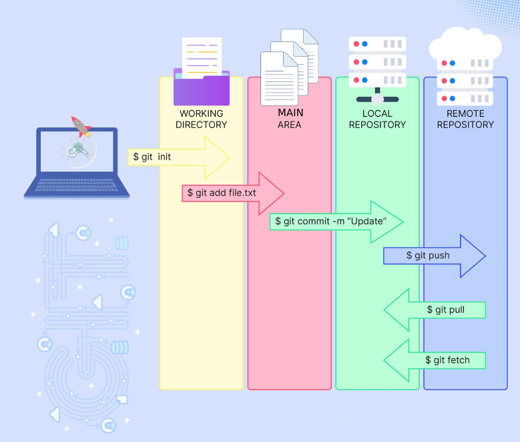 WORKING
DIRECTORY
MAIN
AREA
LOCAL
REPOSITORY
REMOTE
REPOSITORY
$ git init
$ git add file.txt
$ git commit -m “Update”
$ git push
$ git pull
$ git fetch